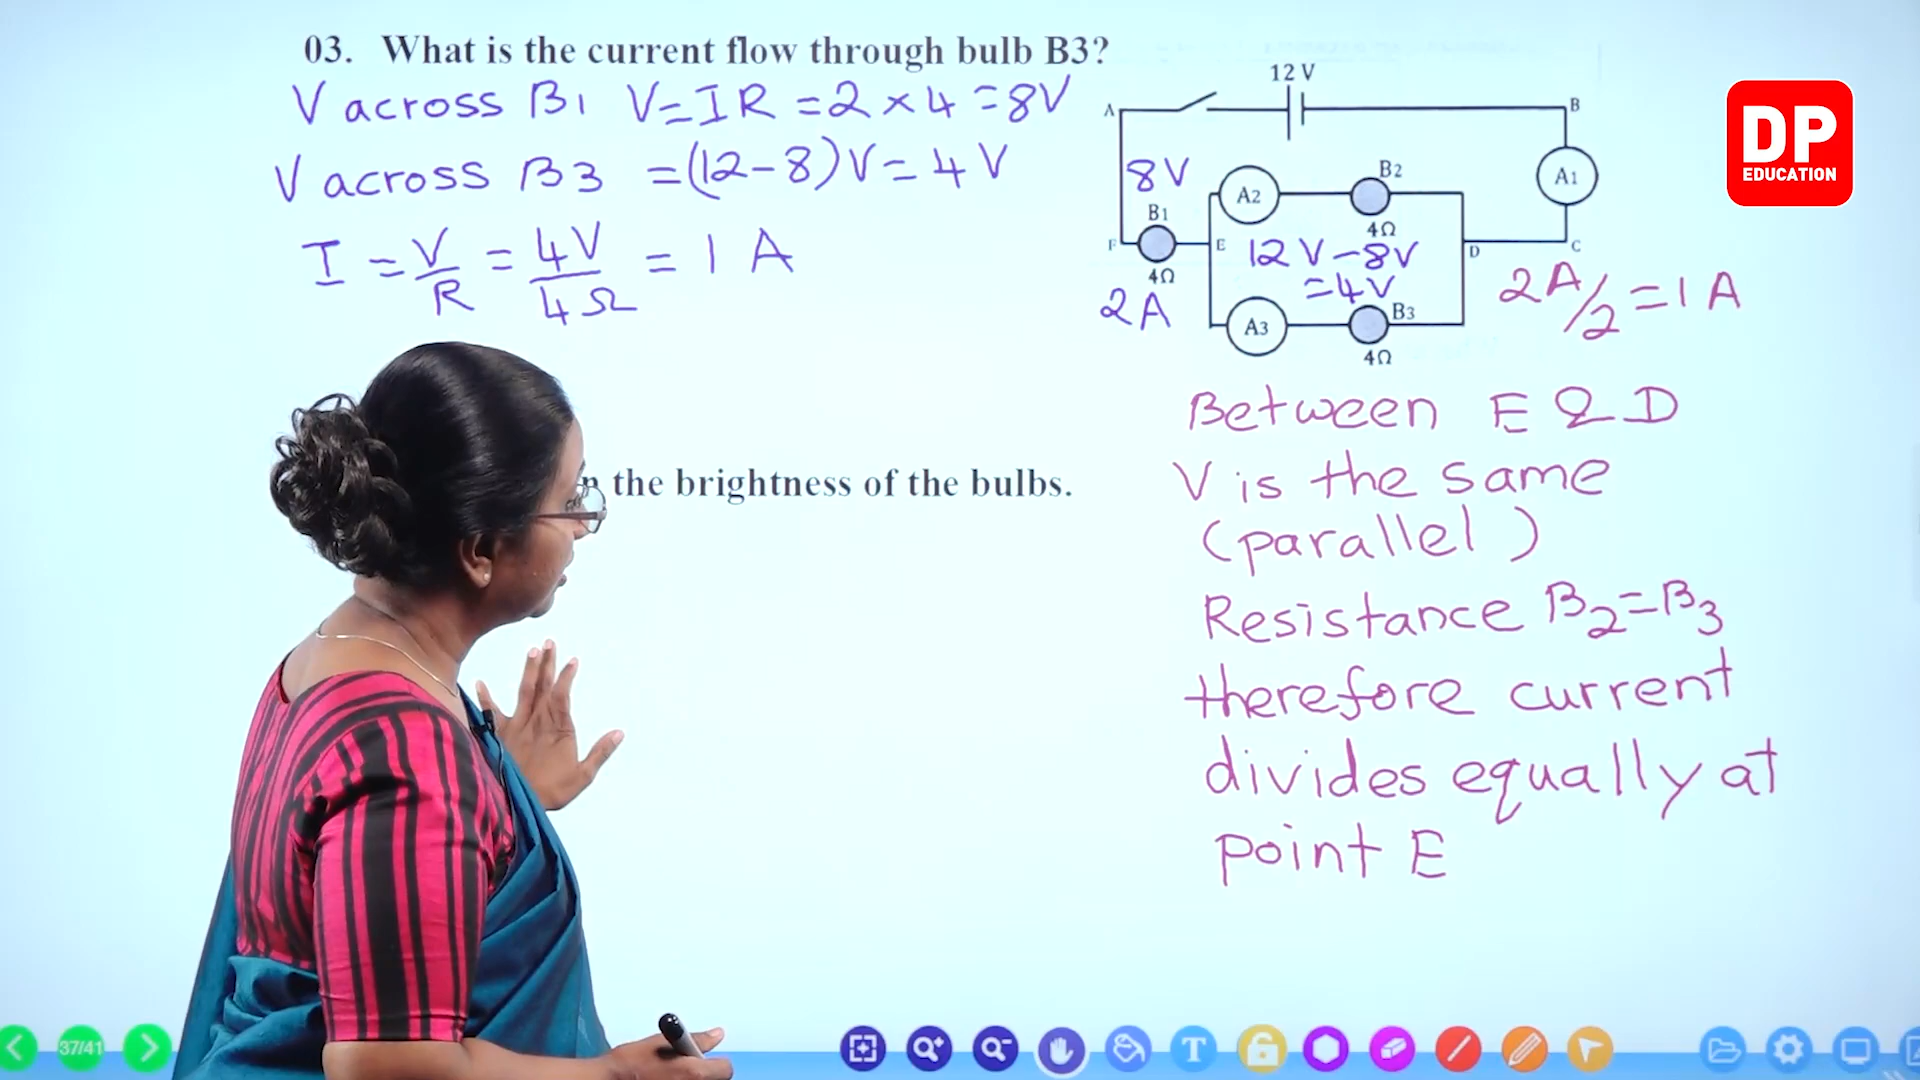 03. What is the current flow through bulb B3?
V across B1 V=IR =2×4=8V
V across B3 =(12-8)V=4V
I =V/R = 4V/4Ω = 1 A
the brightness of the bulbs.
12 V
A
B
8V
A2
B2
4Ω
A1
B1
F
E
4Ω
2A
12V-8V
=4V
D
C
A3
B3
4Ω
2A/2=1A
Between E & D
V is the same
(parallel)
Resistance B2=B3
therefore current
divides equally at
point E
DP
EDUCATION
37/41
T